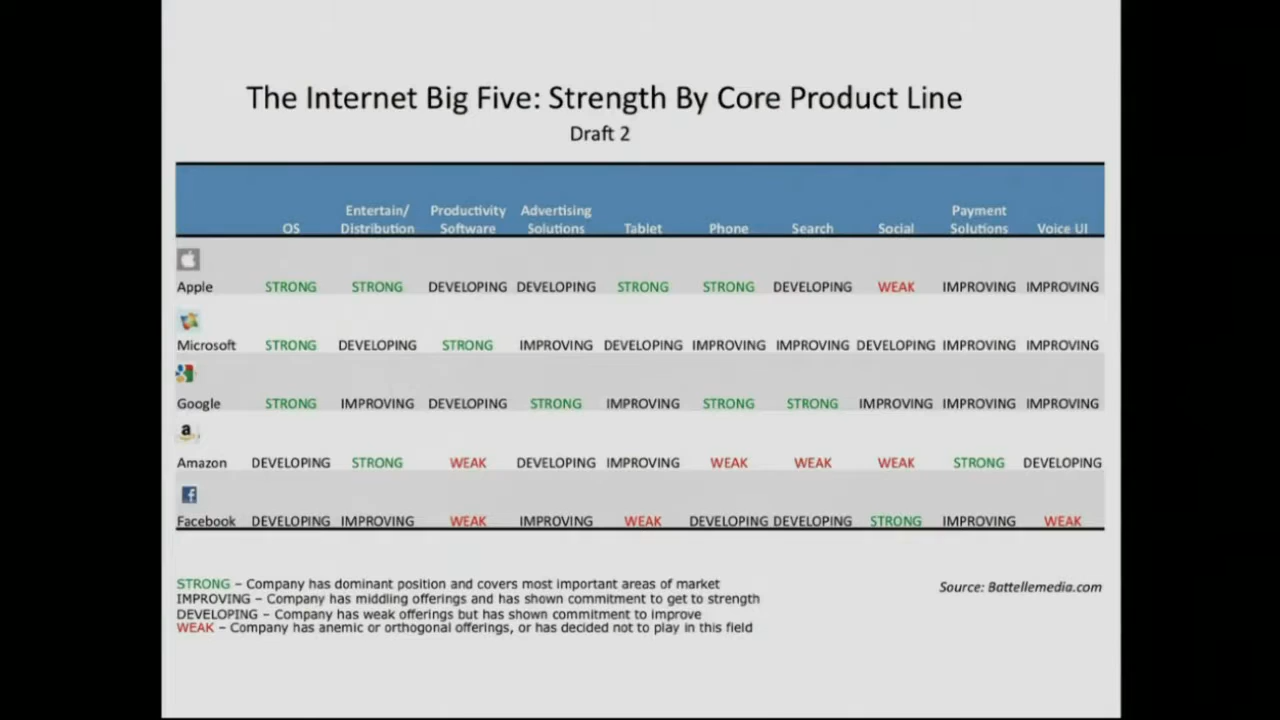 The Internet Big Five: Strength By Core Product Line
Draft 2
OS Entertain/ Distribution Productivity Software Advertising Solutions Tablet Phone Search Social Payment Solutions Voice UI
Apple STRONG STRONG DEVELOPING DEVELOPING STRONG STRONG DEVELOPING WEAK IMPROVING IMPROVING
Microsoft STRONG DEVELOPING STRONG IMPROVING DEVELOPING IMPROVING IMPROVING DEVELOPING IMPROVING IMPROVING
Google STRONG IMPROVING DEVELOPING STRONG IMPROVING STRONG STRONG IMPROVING IMPROVING IMPROVING
a
Amazon DEVELOPING STRONG WEAK DEVELOPING IMPROVING WEAK WEAK WEAK STRONG DEVELOPING
f
Facebook DEVELOPING IMPROVING WEAK IMPROVING WEAK DEVELOPING DEVELOPING STRONG IMPROVING WEAK
STRONG – Company has dominant position and covers most important areas of market
IMPROVING – Company has middling offerings and has shown commitment to get to strength
DEVELOPING – Company has weak offerings but has shown commitment to improve
WEAK – Company has anemic or orthogonal offerings, or has decided not to play in this field
Source: Battellemedia.com